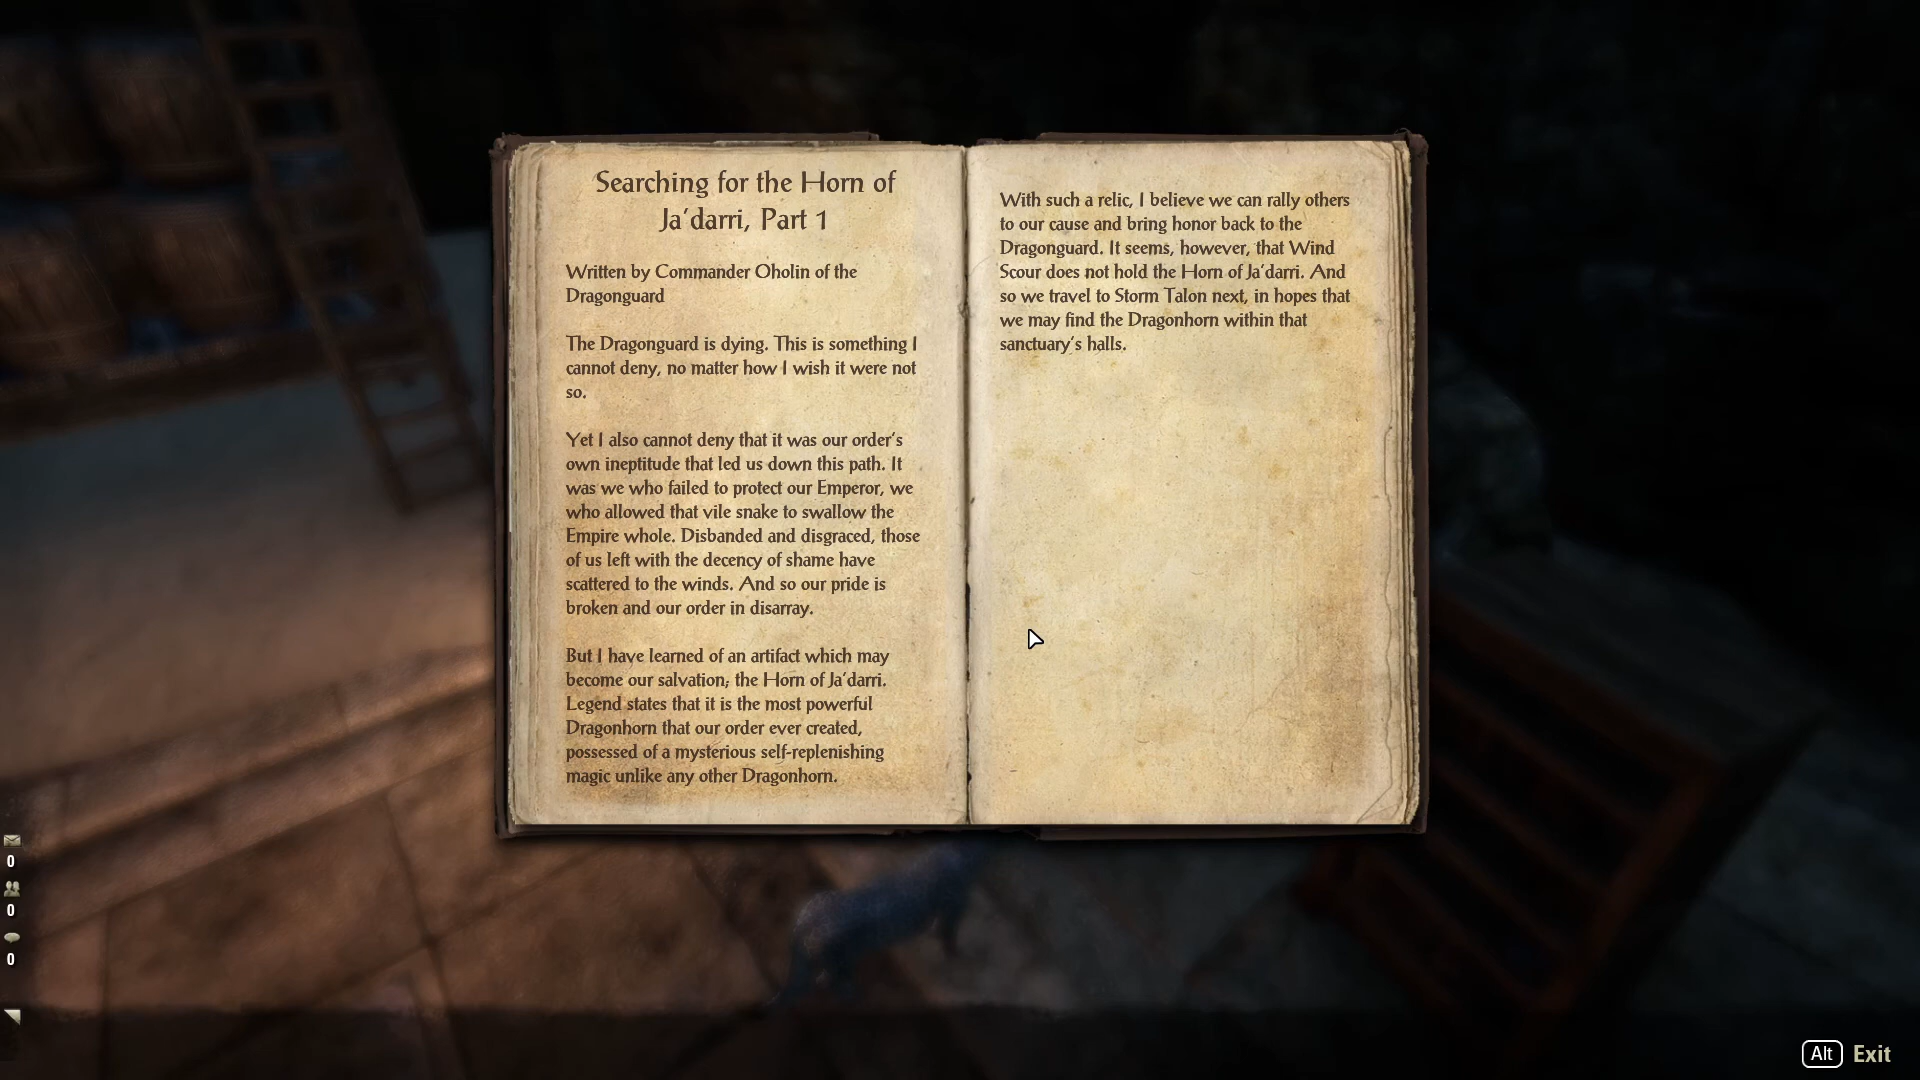 Searching for the Horn of
Ja'darri, Part 1
Written by Commander Oholin of the
Dragonguard
The Dragonguard is dying. This is something I
cannot deny, no matter how I wish it were not
so.
Yet I also cannot deny that it was our order's
own ineptitude that led us down this path. It
was we who failed to protect our Emperor, we
who allowed that vile snake to swallow the
Empire whole. Disbanded and disgraced, those
of us left with the decency of shame have
scattered to the winds. And so our pride is
broken and our order in disarray.
But I have learned of an artifact which may
become our salvation; the Horn of Ja'darri.
Legend states that it is the most powerful
Dragonhorn that our order ever created,
possessed of a mysterious self-replenishing
magic unlike any other Dragonhorn.
With such a relic, I believe we can rally others
to our cause and bring honor back to the
Dragonguard. It seems, however, that Wind
Scour does not hold the Horn of Ja'darri. And
so we travel to Storm Talon next, in hopes that
we may find the Dragonhorn within that
sanctuary's halls.
0
0
0
Alt Exit